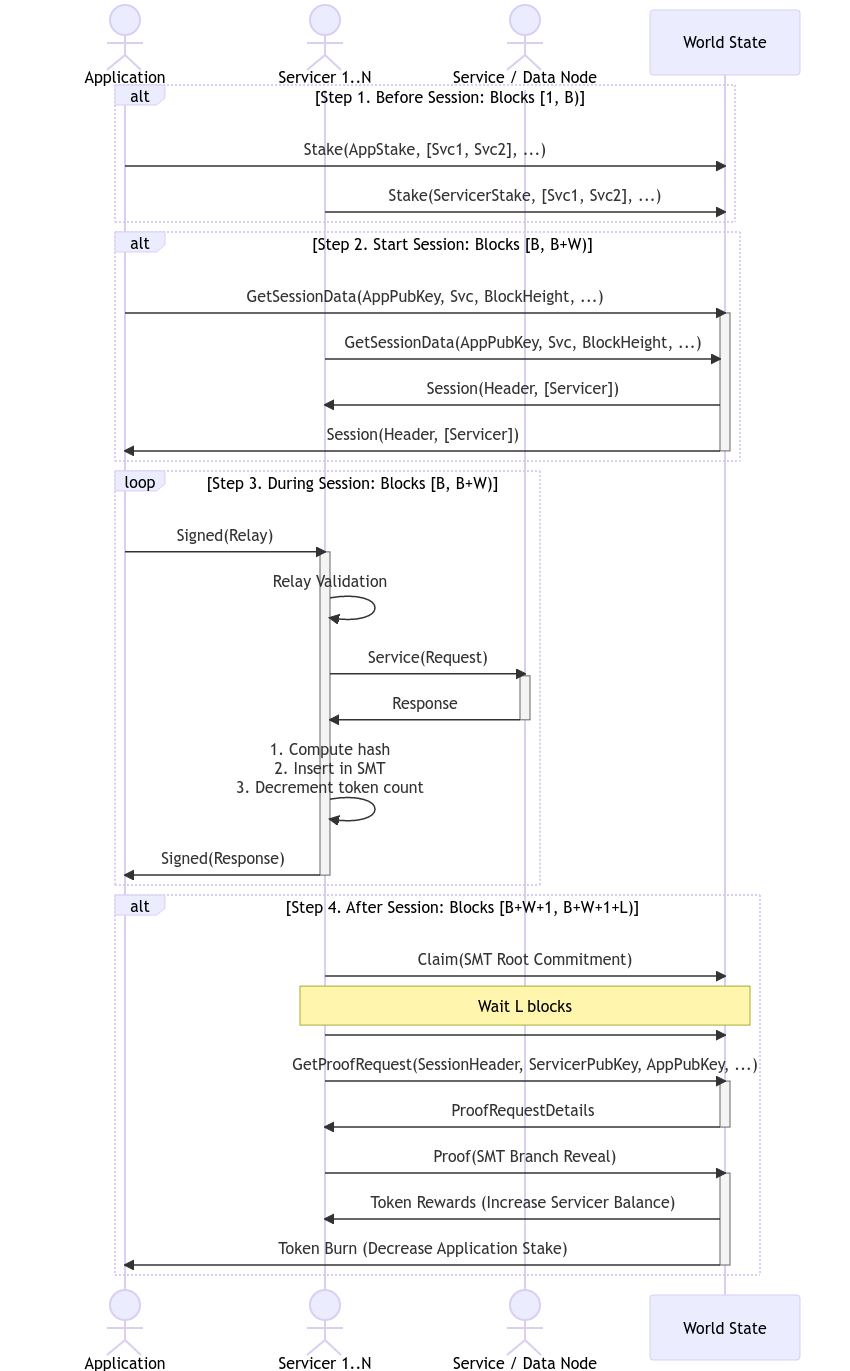 Application
Servicer 1..N
Service / Data Node
World State
alt
[Step 1. Before Session: Blocks [1, B)]
Stake(AppStake, [Svc1, Svc2], ...)
Stake(ServicerStake, [Svc1, Svc2], ...)
alt
[Step 2. Start Session: Blocks [B, B+W)]
GetSessionData(AppPubKey, Svc, BlockHeight, ...)
GetSessionData(AppPubKey, Svc, BlockHeight, ...)
Session(Header, [Servicer])
Session(Header, [Servicer])
loop
[Step 3. During Session: Blocks [B, B+W)]
Signed(Relay)
Relay Validation
Service(Request)
Response
1. Compute hash
2. Insert in SMT
3. Decrement token count
Signed(Response)
alt
[Step 4. After Session: Blocks [B+W+1, B+W+1+L)]
Claim(SMT Root Commitment)
Wait L blocks
GetProofRequest(SessionHeader, ServicerPubKey, AppPubKey, ...)
ProofRequestDetails
Proof(SMT Branch Reveal)
Token Rewards (Increase Servicer Balance)
Token Burn (Decrease Application Stake)
Application
Servicer 1..N
Service / Data Node
World State